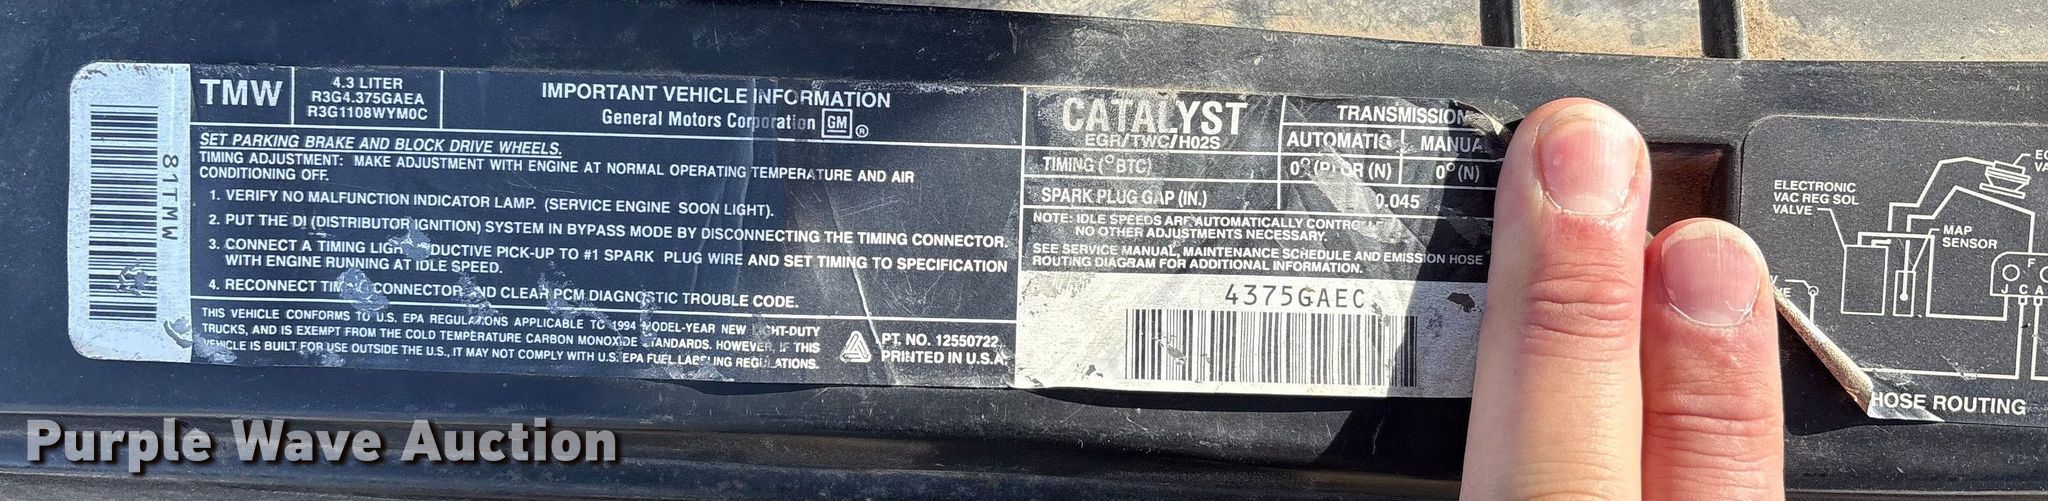 81TMW
TMW
4.3 LITER
R3G4.375GAEA
R3G1108WYM0C
IMPORTANT VEHICLE INFORMATION
General Motors Corporation GM ®
SET PARKING BRAKE AND BLOCK DRIVE WHEELS.
TIMING ADJUSTMENT: MAKE ADJUSTMENT WITH ENGINE AT NORMAL OPERATING TEMPERATURE AND AIR
CONDITIONING OFF.
1. VERIFY NO MALFUNCTION INDICATOR LAMP. (SERVICE ENGINE SOON LIGHT).
2. PUT THE DI (DISTRIBUTOR IGNITION) SYSTEM IN BYPASS MODE BY DISCONNECTING THE TIMING CONNECTOR.
3. CONNECT A TIMING LIGHT INDUCTIVE PICK-UP TO #1 SPARK PLUG WIRE AND SET TIMING TO SPECIFICATION
WITH ENGINE RUNNING AT IDLE SPEED.
4. RECONNECT TIMING CONNECTOR AND CLEAR PCM DIAGNOSTIC TROUBLE CODE.
THIS VEHICLE CONFORMS TO U.S. EPA REGULATIONS APPLICABLE TO 1994 MODEL-YEAR NEW LIGHT-DUTY
TRUCKS, AND IS EXEMPT FROM THE COLD TEMPERATURE CARBON MONOXIDE STANDARDS. HOWEVER, IF THIS
VEHICLE IS BUILT FOR USE OUTSIDE THE U.S., IT MAY NOT COMPLY WITH U.S. EPA FUEL LABELING REGULATIONS.
PT. NO. 12550722
PRINTED IN U.S.A.
CATALYST
EGR/TWC/HO2S
TRANSMISSION
AUTOMATIC MANUA
TIMING (°BTC) 0° (P) OR (N) 0° (N)
SPARK PLUG GAP (IN.) 0.045
NOTE: IDLE SPEEDS ARE AUTOMATICALLY CONTROLLED
NO OTHER ADJUSTMENTS NECESSARY.
SEE SERVICE MANUAL, MAINTENANCE SCHEDULE AND EMISSION HOSE
ROUTING DIAGRAM FOR ADDITIONAL INFORMATION.
4375GAEC
ELECTRONIC
VAC REG SOL
VALVE
MAP
SENSOR
F
J C A
HOSE ROUTING
Purple Wave Auction